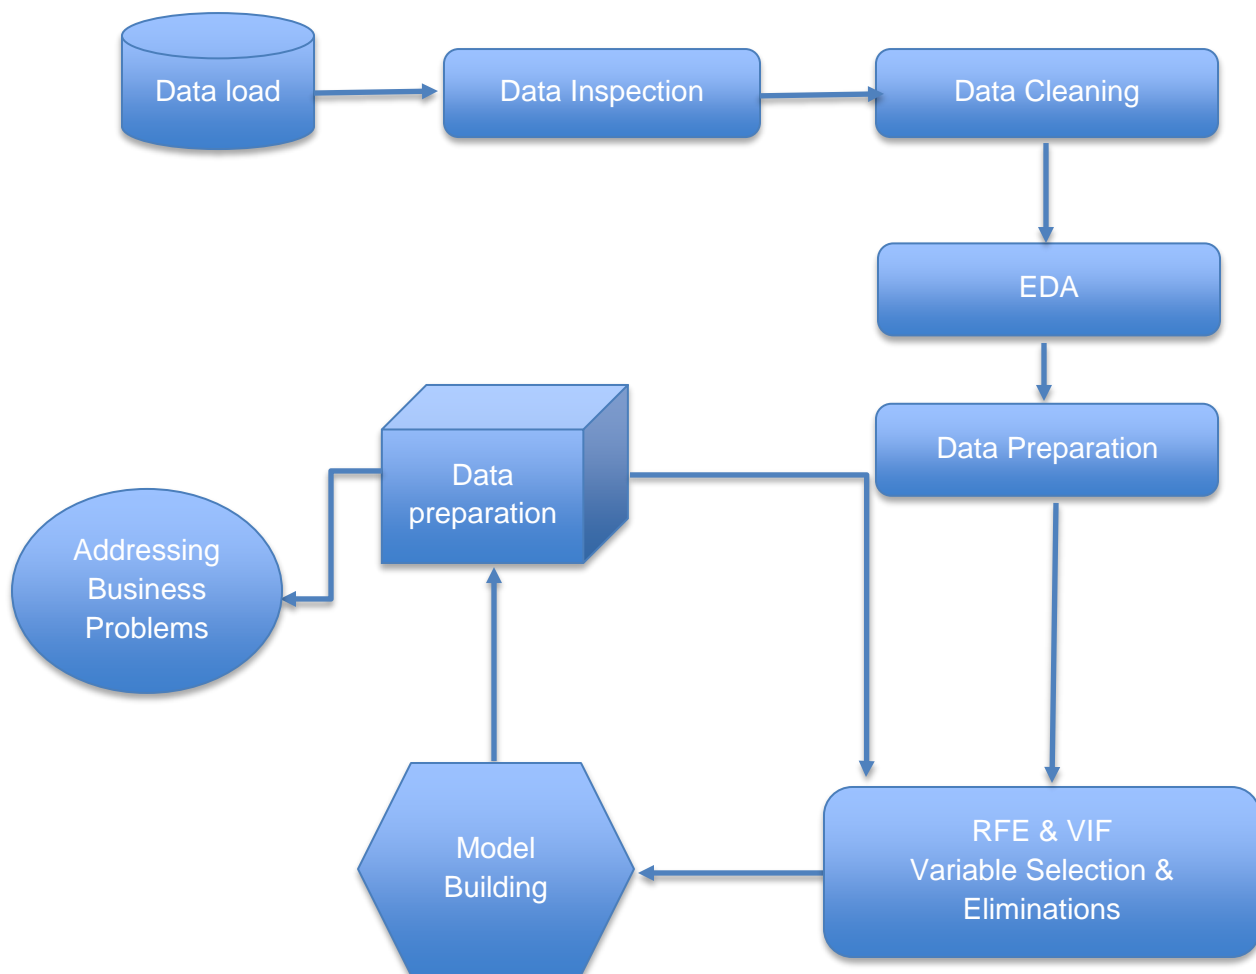 Data load
Data Inspection
Data Cleaning
EDA
Data Preparation
Data
preparation
Addressing
Business
Problems
Model
Building
RFE & VIF
Variable Selection &
Eliminations